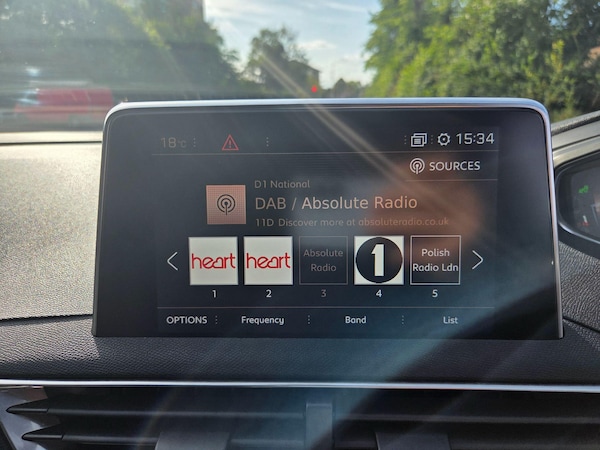 18°C 15:34
SOURCES
D1 National
DAB / Absolute Radio
11D Discover more at absoluteradio.co.uk
heart heart Absolute Radio 1 Polish Radio Ldn
1 2 3 4 5
OPTIONS Frequency Band List